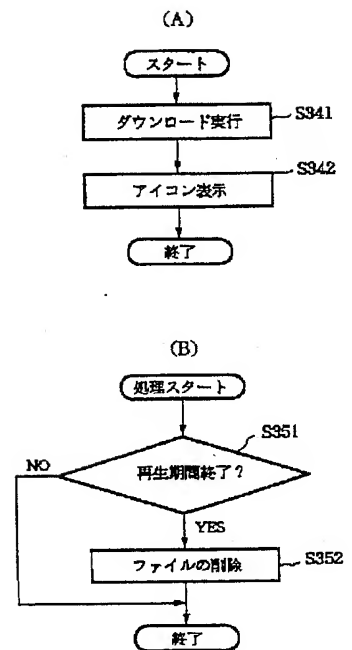 (A)
スタート
ダウンロード実行
S341
アイコン表示
S342
終了
(B)
処理スタート
S351
再生期間終了？
NO
YES
ファイルの削除
S352
終了